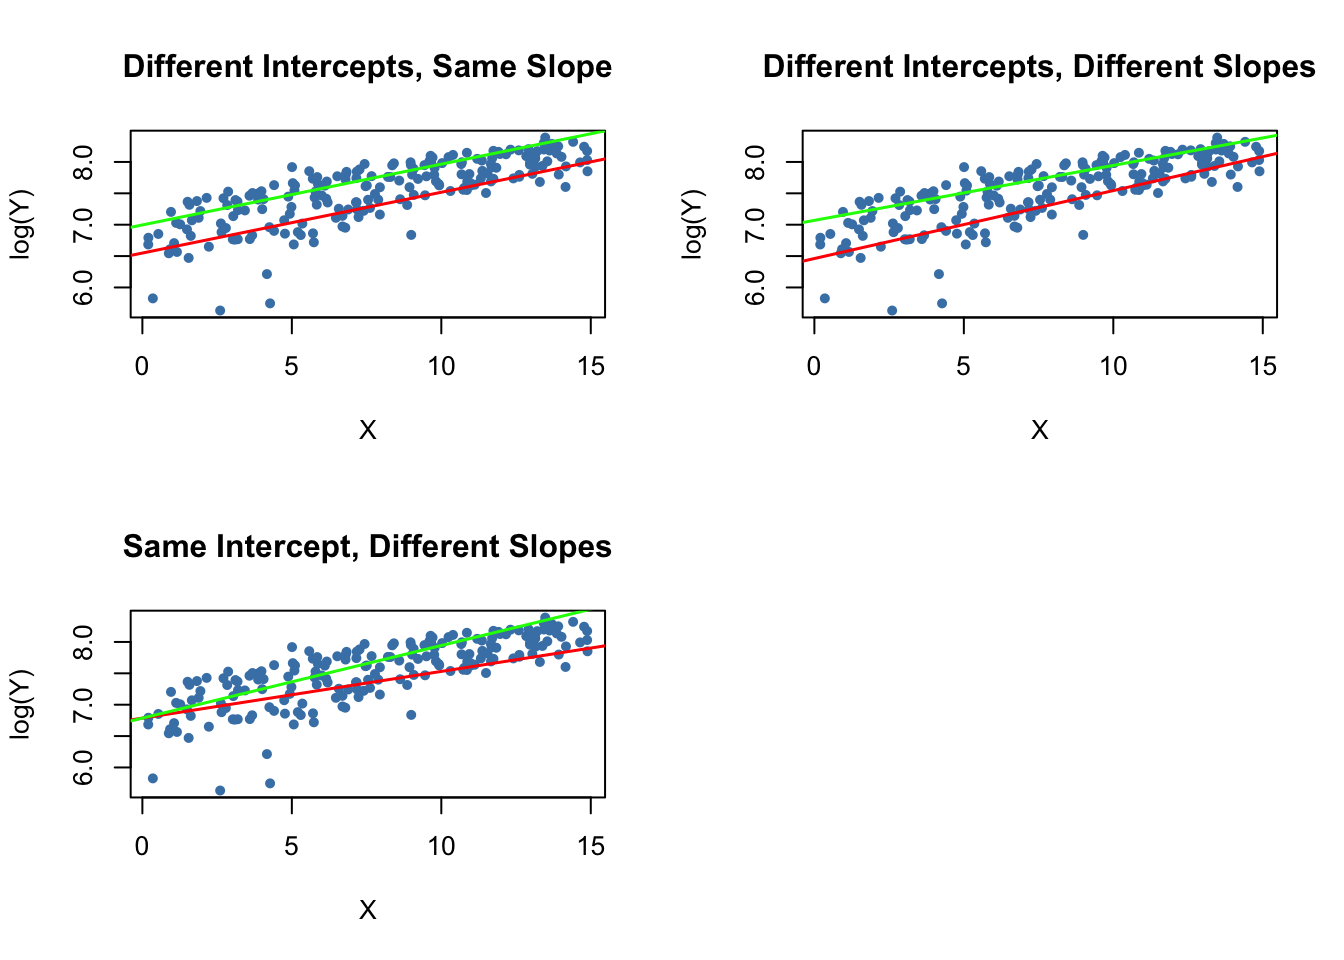 Different Intercepts, Same Slope
log(Y)
8.0
7.0
6.0
0 5 10 15
X
Different Intercepts, Different Slopes
log(Y)
8.0
7.0
6.0
0 5 10 15
X
Same Intercept, Different Slopes
log(Y)
8.0
7.0
6.0
0 5 10 15
X